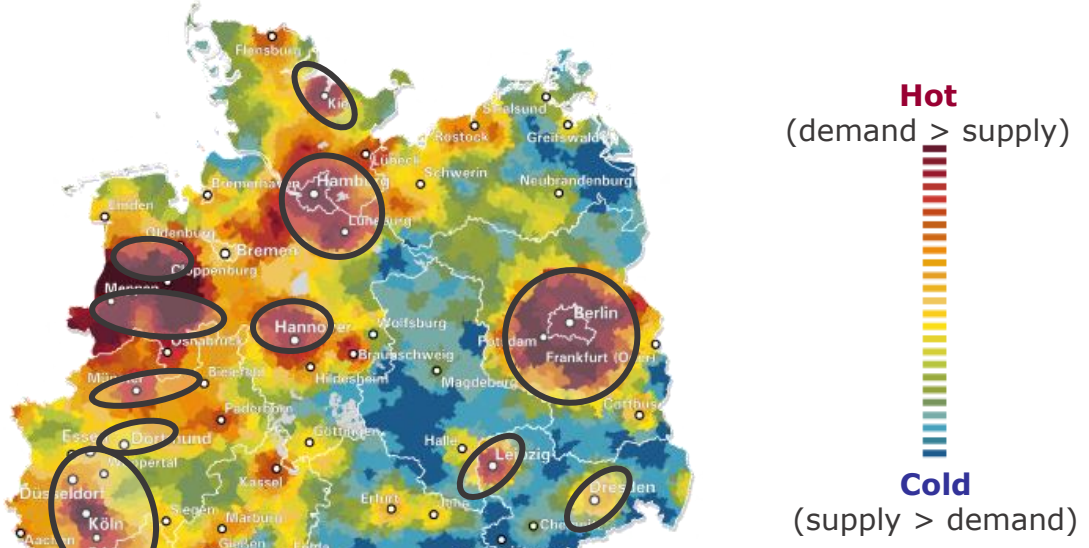 Flensburg
Kiel
Stralsund
Rostock
Greifswald
Lübeck
Bremerhaven
Hamburg
Schwerin
Neubrandenburg
Emden
Lüneburg
Oldenburg
Bremen
Cloppenburg
Meppen
Hannover
Wolfsburg
Berlin
Potsdam
Osnabrück
Braunschweig
Frankfurt (Oder)
Münster
Bielefeld
Hildesheim
Magdeburg
Paderborn
Cottbus
Essen
Dortmund
Göttingen
Halle
Leipzig
Wuppertal
Kassel
Düsseldorf
Erfurt
Dresden
Köln
Siegen
Marburg
Aachen
Gießen
Hot
(demand > supply)
Cold
(supply > demand)